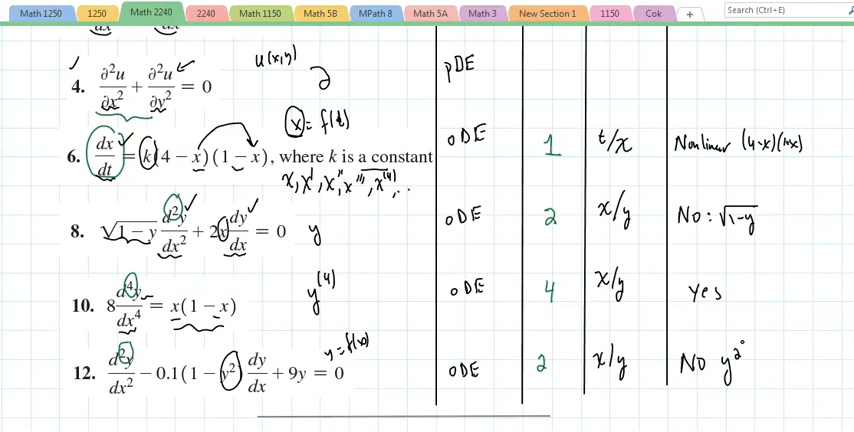 Math 1250 1250 Math 2240 2240 Math 1150 Math 5B MPath 8 Math 5A Math 3 New Section 1 1150 Cok + Search (Ctrl+E)
dx dx
4. ∂²u/∂x² + ∂²u/∂y² = 0 u(x,y) ∂ PDE
x = f(t)
6. dx/dt = k(4 − x)(1 − x), where k is a constant ODE 1 t/x Nonlinear (4-x)(1-x)
x, x', x'', x''', x⁽⁴⁾, ..
8. √1 − y d²y/dx² + 2x dy/dx = 0 y ODE 2 x/y No: √1-y
10. 8 d⁴y/dx⁴ = x(1 − x) y⁽⁴⁾ ODE 4 x/y yes
y = f(x)
12. d²y/dx² − 0.1(1 − y²) dy/dx + 9y = 0 ODE 2 x/y No y²